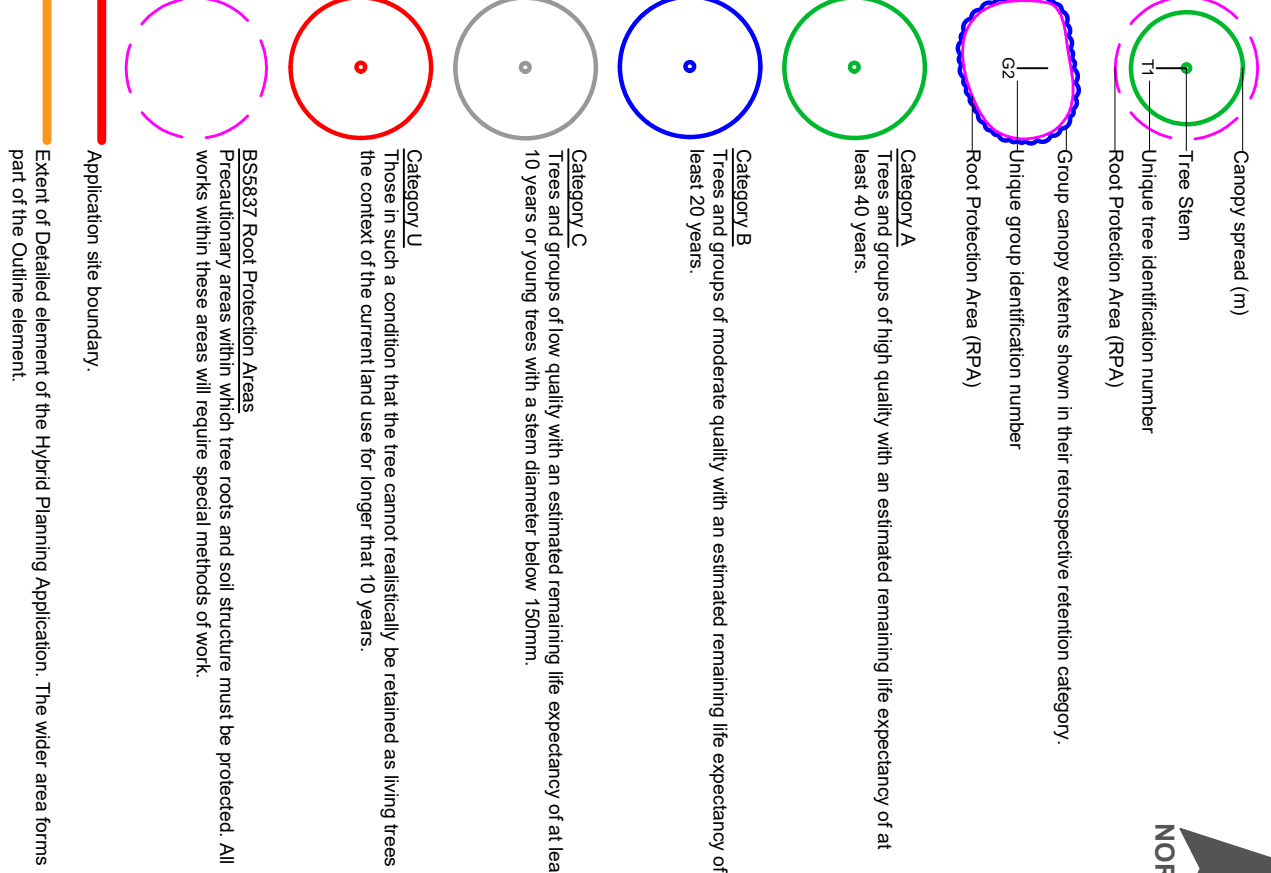 Canopy spread (m)
Tree Stem
T1
Unique tree identification number
Root Protection Area (RPA)
Group canopy extents shown in their retrospective retention category.
G2
Unique group identification number
Root Protection Area (RPA)
Category A
Trees and groups of high quality with an estimated remaining life expectancy of at
least 40 years.
Category B
Trees and groups of moderate quality with an estimated remaining life expectancy of
least 20 years.
Category C
Trees and groups of low quality with an estimated remaining life expectancy of at lea
10 years or young trees with a stem diameter below 150mm.
Category U
Those in such a condition that the tree cannot realistically be retained as living trees
the context of the current land use for longer that 10 years.
BS5837 Root Protection Areas
Precautionary areas within which tree roots and soil structure must be protected. All
works within these areas will require special methods of work.
Application site boundary.
Extent of Detailed element of the Hybrid Planning Application. The wider area forms
part of the Outline element.
NOR